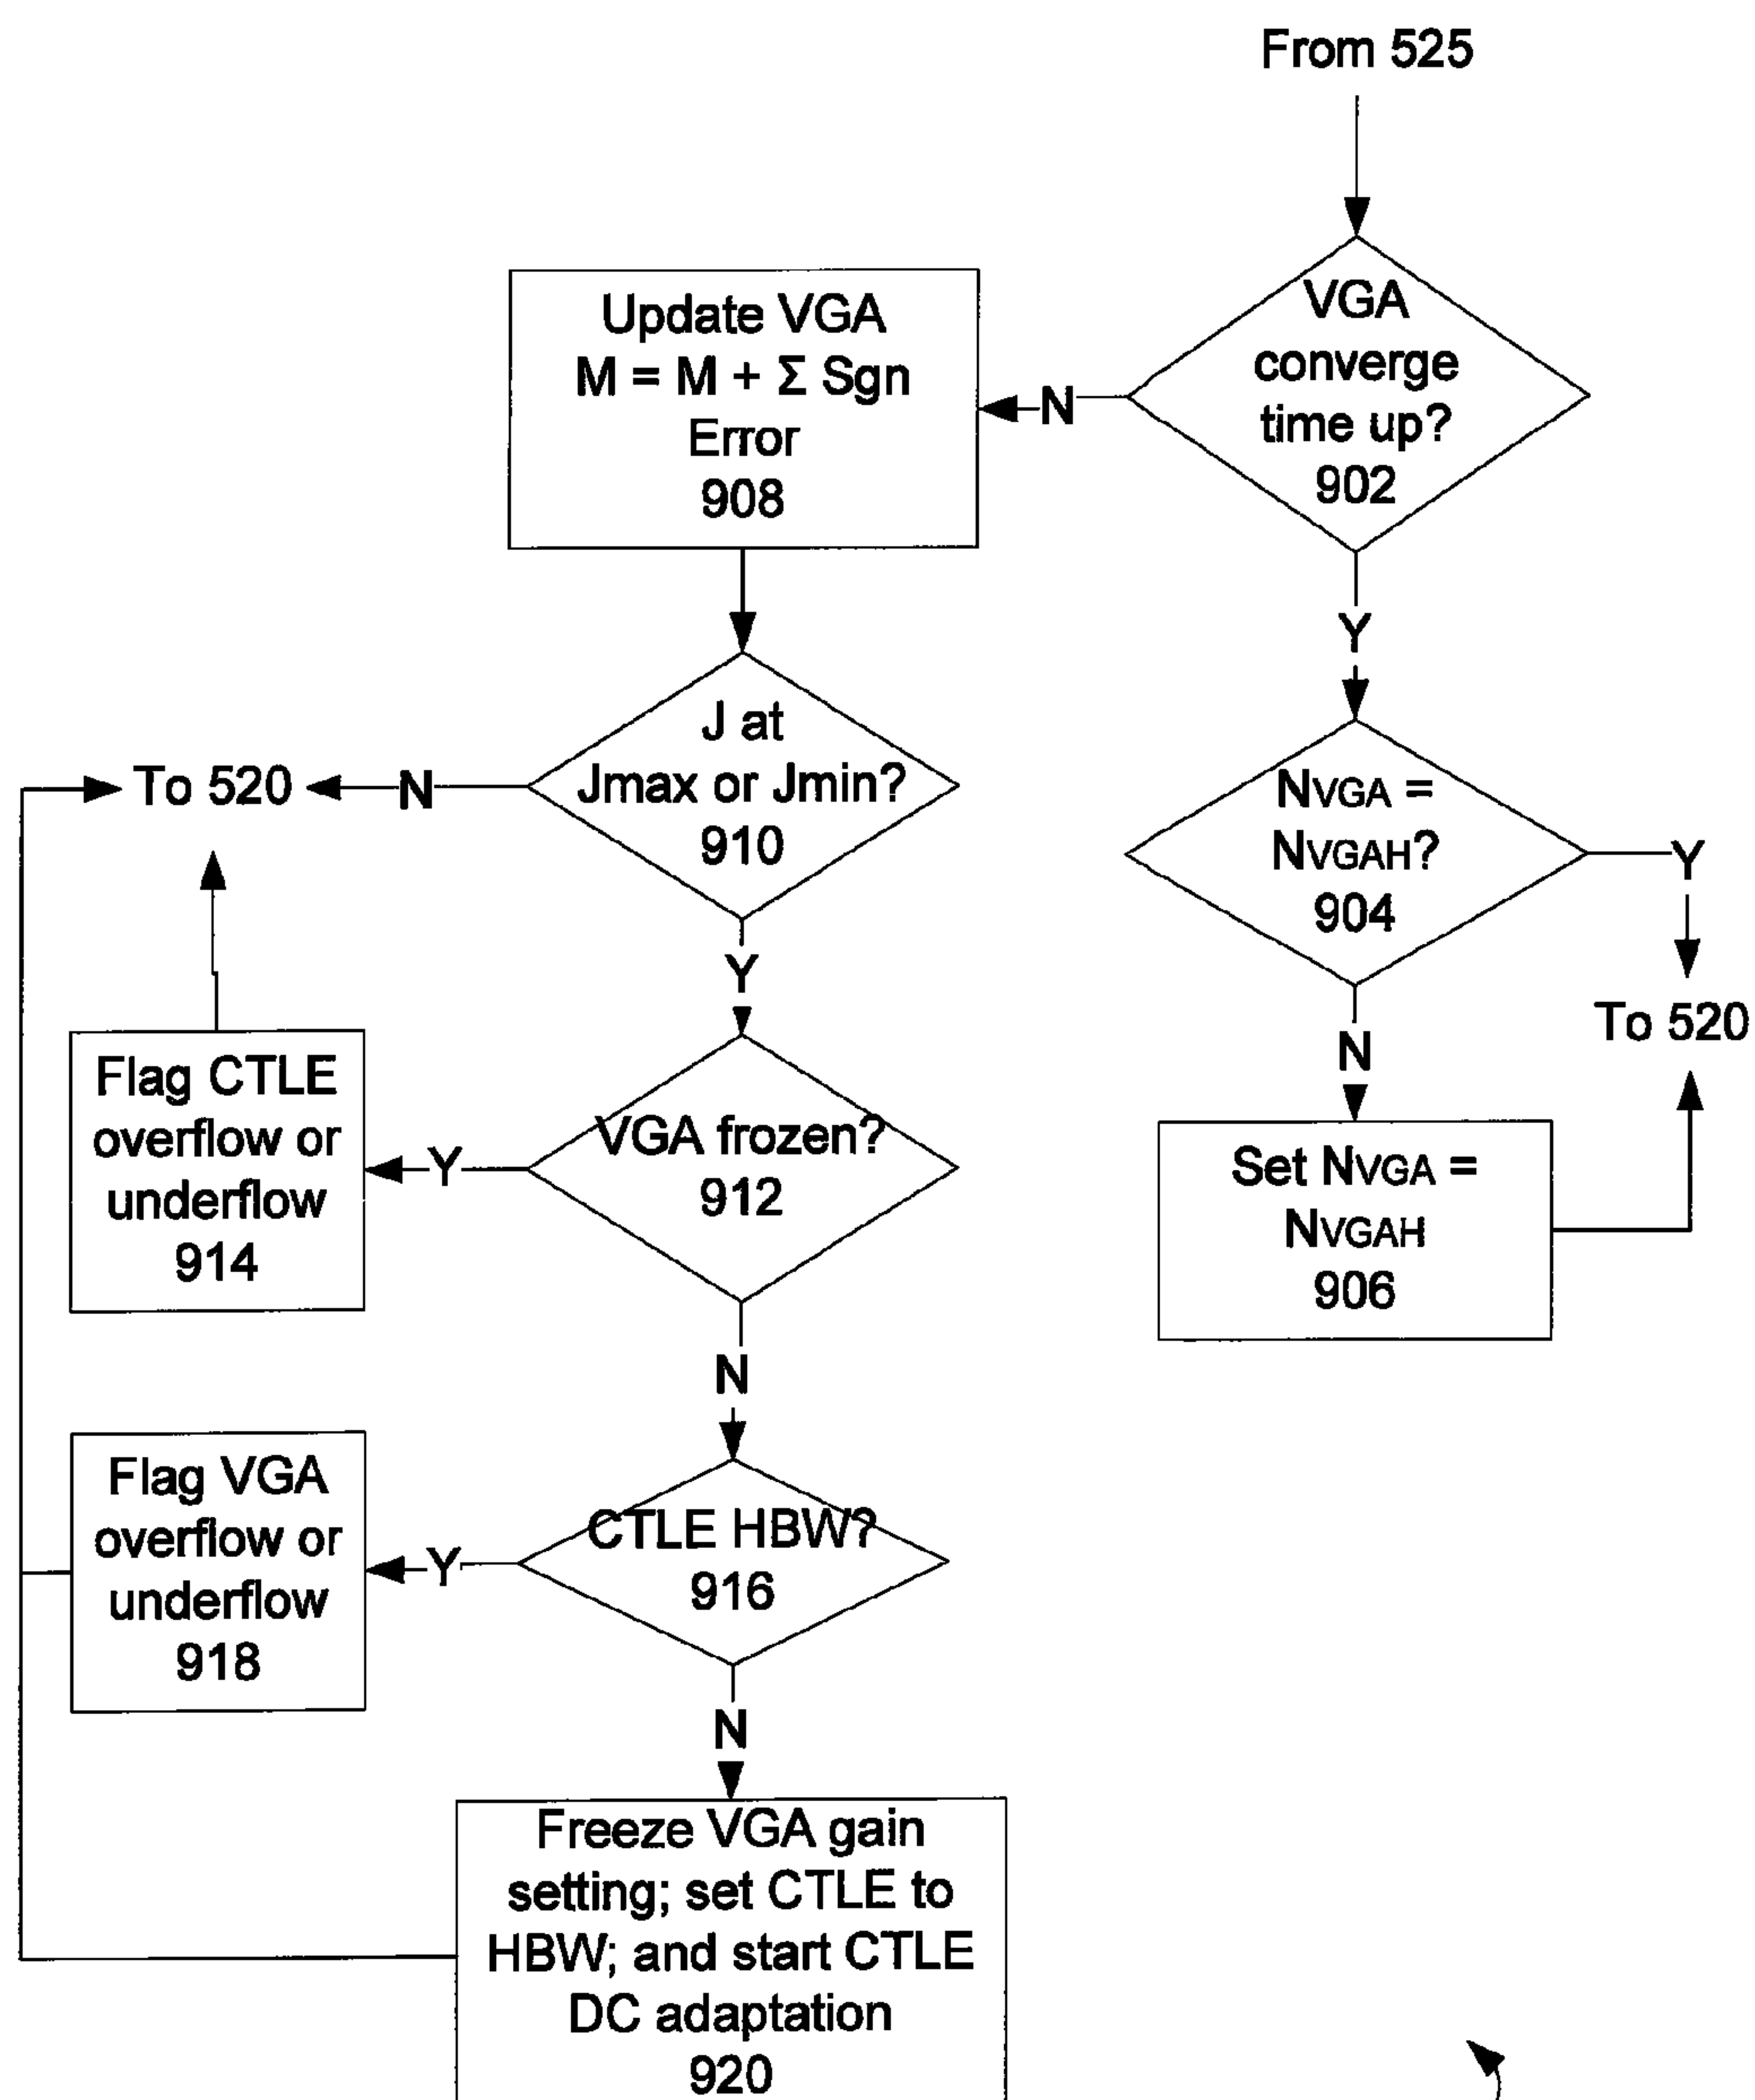 From 525
VGA
converge
time up?
902
N
Update VGA
M = M + Σ Sgn
Error
908
Y
J at
Jmax or Jmin?
910
N
To 520
NVGA =
NVGAH?
904
Y
To 520
Y
N
Flag CTLE
overflow or
underflow
914
Y
VGA frozen?
912
Set NVGA =
NVGAH
906
N
Flag VGA
overflow or
underflow
918
Y
CTLE HBW?
916
N
Freeze VGA gain
setting; set CTLE to
HBW; and start CTLE
DC adaptation
920